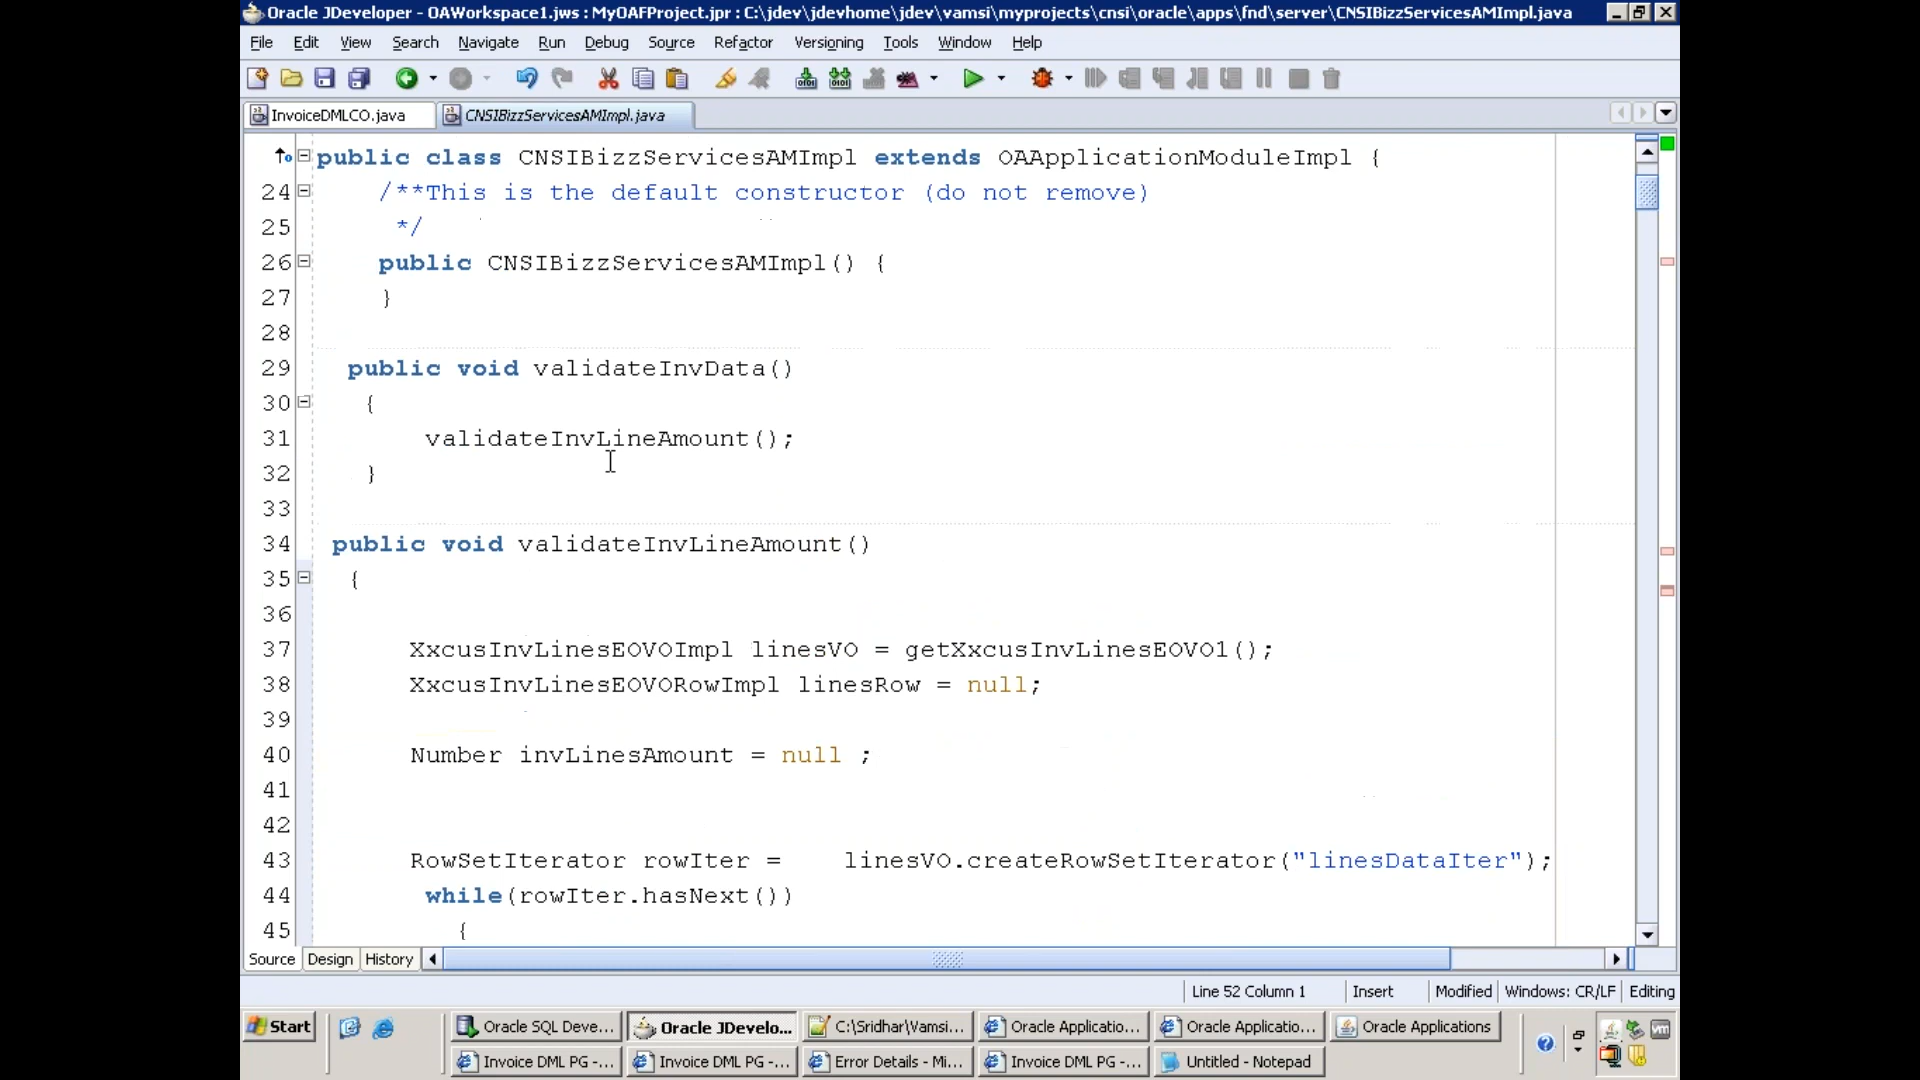 Oracle JDeveloper - OAWorkspace1.jws : MyOAFProject.jpr : C:\jdev\jdevhome\jdev\vamsi\myprojects\cnsi\oracle\apps\fnd\server\CNSIBizzServicesAMImpl.java
File Edit View Search Navigate Run Debug Source Refactor Versioning Tools Window Help
InvoiceDMLCO.java CNSIBizzServicesAMImpl.java
public class CNSIBizzServicesAMImpl extends OAApplicationModuleImpl {
24 /**This is the default constructor (do not remove)
25 */
26 public CNSIBizzServicesAMImpl() {
27 }
28
29 public void validateInvData()
30 {
31 validateInvLineAmount();
32 }
33
34 public void validateInvLineAmount()
35 {
36
37 XxcusInvLinesEOVOImpl linesVO = getXxcusInvLinesEOVO1();
38 XxcusInvLinesEOVORowImpl linesRow = null;
39
40 Number invLinesAmount = null ;
41
42
43 RowSetIterator rowIter = linesVO.createRowSetIterator("linesDataIter");
44 while(rowIter.hasNext())
45 {
Source Design History
Line 52 Column 1 Insert Modified Windows: CR/LF Editing
Start Oracle SQL Deve... Oracle JDevelo... C:\Sridhar\Vamsi... Oracle Applicatio... Oracle Applicatio... Oracle Applications
Invoice DML PG -... Invoice DML PG -... Error Details - Mi... Invoice DML PG -... Untitled - Notepad